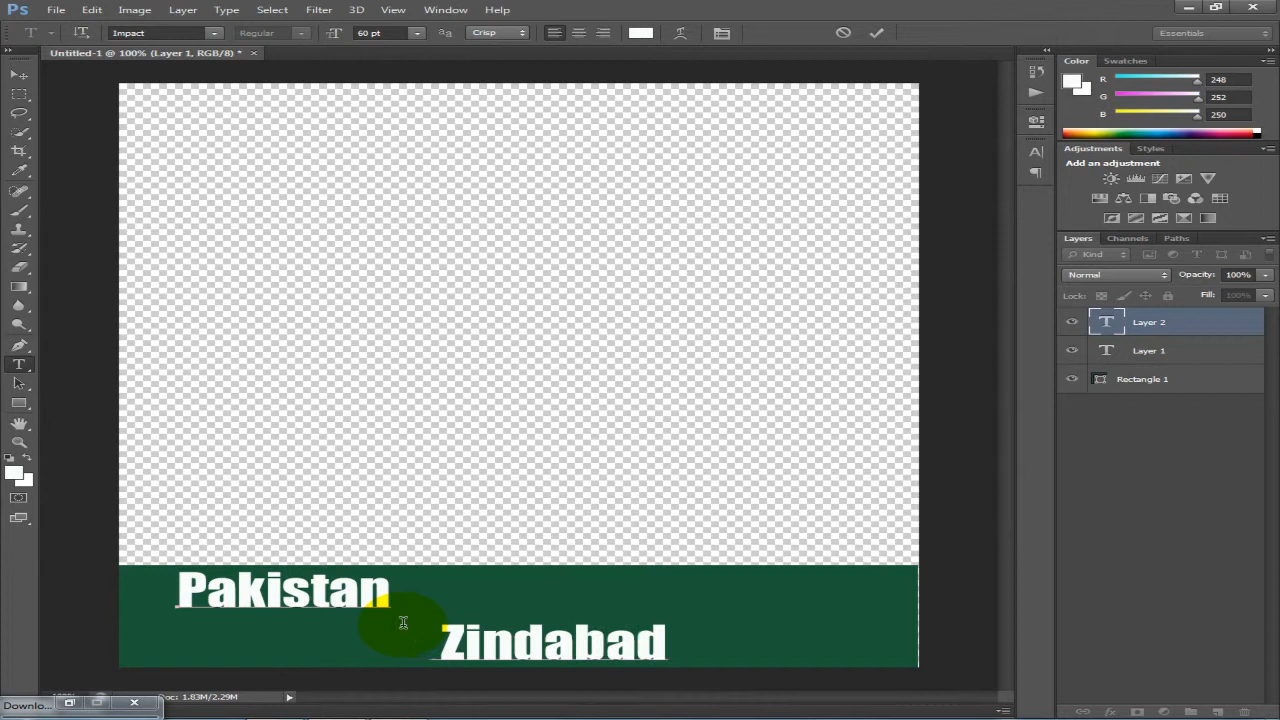 Ps File Edit Image Layer Type Select Filter 3D View Window Help
T Impact Regular 60 pt Crisp Essentials
Untitled-1 @ 100% (Layer 1, RGB/8) *
Color Swatches
R 248
G 252
B 250
Adjustments Styles
Add an adjustment
Layers Channels Paths
Kind
Normal Opacity: 100%
Lock: Fill: 100%
T Layer 2
T Layer 1
Rectangle 1
Pakistan
Zindabad
Doc: 1.83M/2.29M
Downlo...